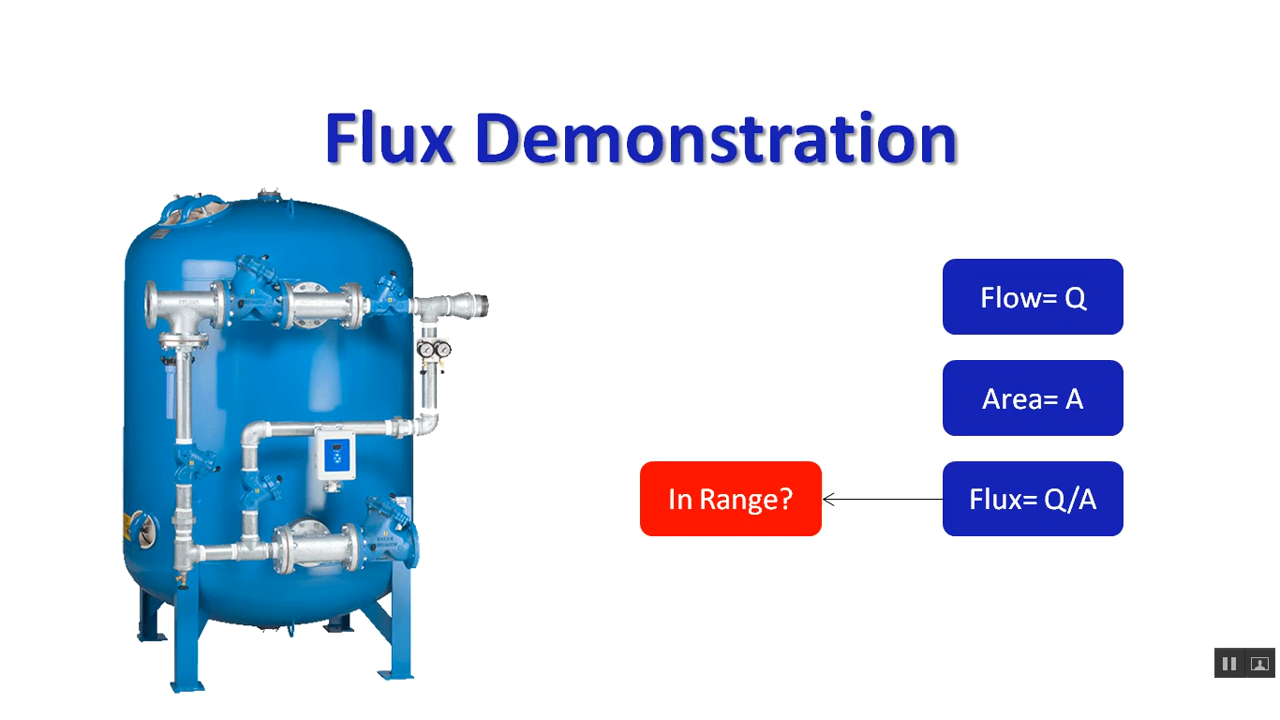 Flux Demonstration
Flow= Q
Area= A
In Range?
Flux= Q/A